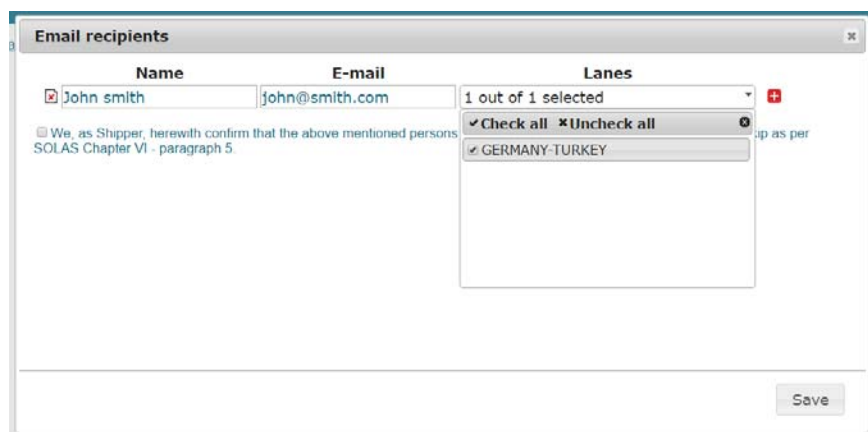 Email recipients
Name E-mail Lanes
John smith john@smith.com 1 out of 1 selected
Check all Uncheck all
We, as Shipper, herewith confirm that the above mentioned persons as per
SOLAS Chapter VI - paragraph 5.
GERMANY-TURKEY
Save